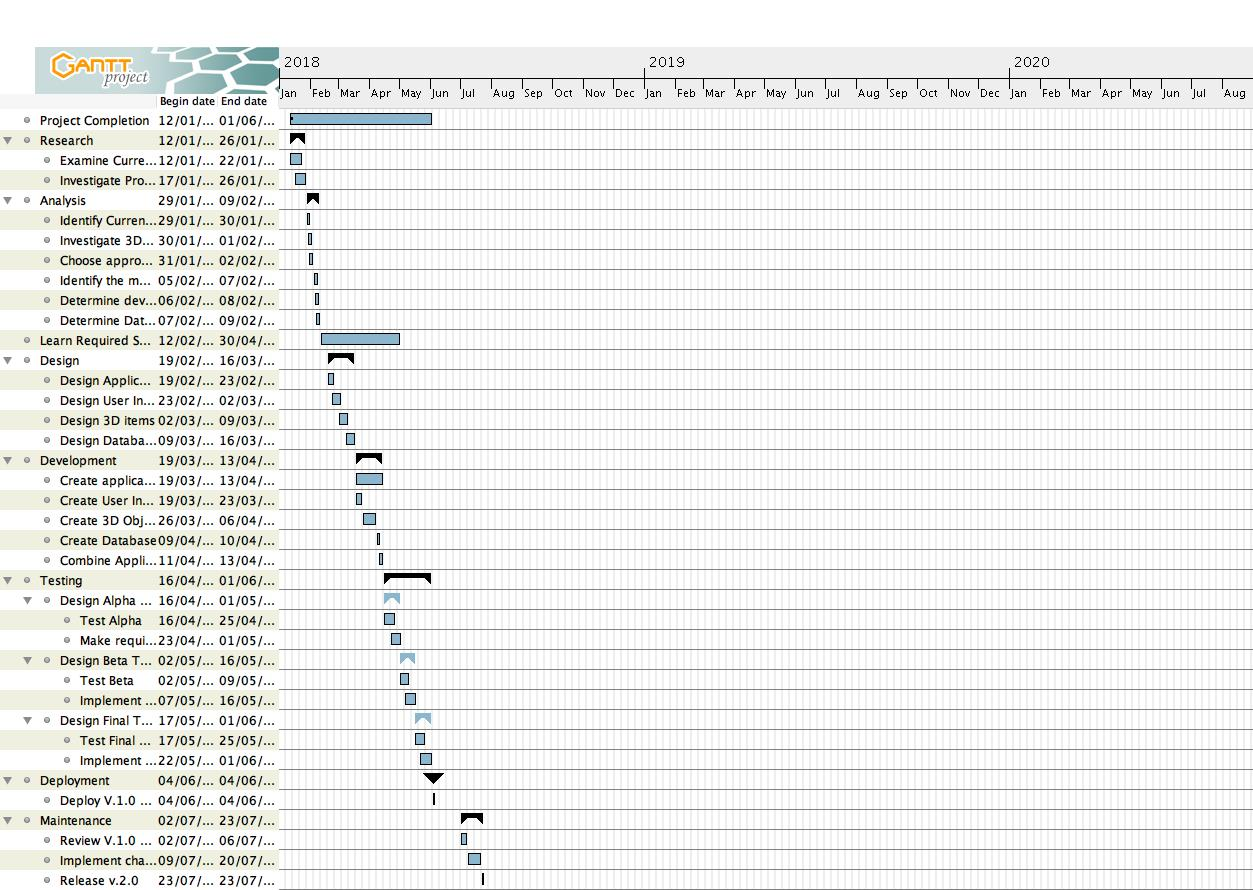 GANTT project
2018 2019 2020
Jan Feb Mar Apr May Jun Jul Aug Sep Oct Nov Dec Jan Feb Mar Apr May Jun Jul Aug Sep Oct Nov Dec Jan Feb Mar Apr May Jun Jul Aug
Begin date End date
Project Completion 12/01/... 01/06/...
Research 12/01/... 26/01/...
Examine Curre... 12/01/... 22/01/...
Investigate Pro... 17/01/... 26/01/...
Analysis 29/01/... 09/02/...
Identify Curren... 29/01/... 30/01/...
Investigate 3D... 30/01/... 01/02/...
Choose appro... 31/01/... 02/02/...
Identify the m... 05/02/... 07/02/...
Determine dev... 06/02/... 08/02/...
Determine Dat... 07/02/... 09/02/...
Learn Required S... 12/02/... 30/04/...
Design 19/02/... 16/03/...
Design Applic... 19/02/... 23/02/...
Design User In... 23/02/... 02/03/...
Design 3D items 02/03/... 09/03/...
Design Databa... 09/03/... 16/03/...
Development 19/03/... 13/04/...
Create applica... 19/03/... 13/04/...
Create User In... 19/03/... 23/03/...
Create 3D Obj... 26/03/... 06/04/...
Create Database 09/04/... 10/04/...
Combine Appli... 11/04/... 13/04/...
Testing 16/04/... 01/06/...
Design Alpha ... 16/04/... 01/05/...
Test Alpha 16/04/... 25/04/...
Make requi... 23/04/... 01/05/...
Design Beta T... 02/05/... 16/05/...
Test Beta 02/05/... 09/05/...
Implement ... 07/05/... 16/05/...
Design Final T... 17/05/... 01/06/...
Test Final ... 17/05/... 25/05/...
Implement ... 22/05/... 01/06/...
Deployment 04/06/... 04/06/...
Deploy V.1.0 ... 04/06/... 04/06/...
Maintenance 02/07/... 23/07/...
Review V.1.0 ... 02/07/... 06/07/...
Implement cha... 09/07/... 20/07/...
Release v.2.0 23/07/... 23/07/...